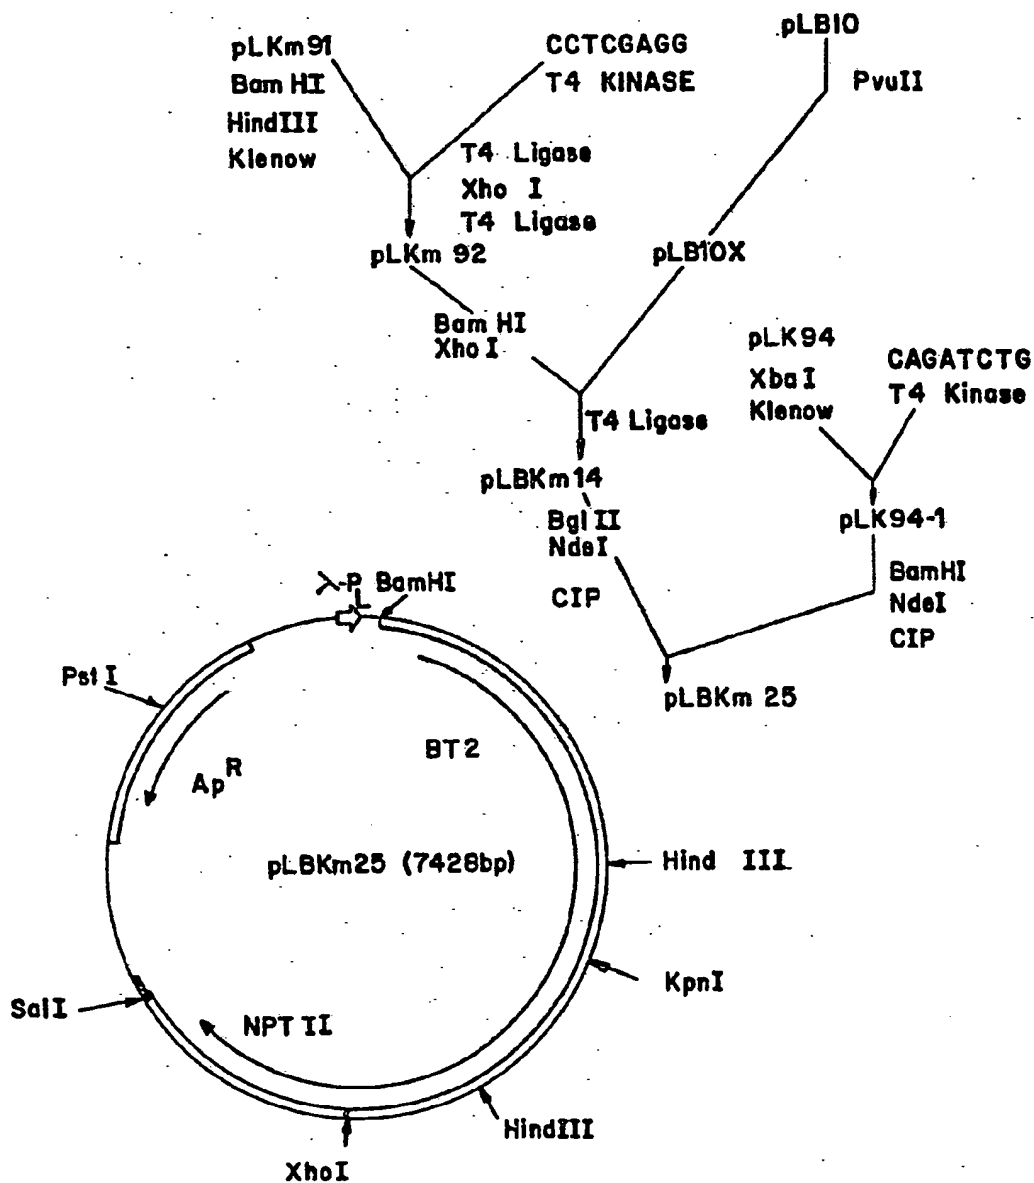 pLKm91
Bam HI
HindIII
Klenow
CCTCGAGG
T4 KINASE
pLB10
PvuII
T4 Ligase
Xho I
T4 Ligase
pLKm 92
pLB10X
Bam HI
XhoI
pLK94
XbaI
Klenow
CAGATCTG
T4 Kinase
T4 Ligase
pLBKm14
pLK94-1
Bgl II
NdeI
CIP
BamHI
NdeI
CIP
pLBKm 25
λ-PL BamHI
Pst I
ApR
BT2
pLBKm25 (7428bp)
Hind III
KpnI
SalI
NPT II
HindIII
XhoI